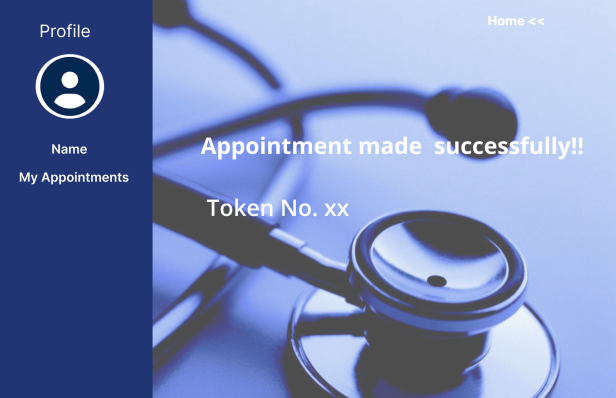 Profile
Home <<
Name
My Appointments
Appointment made successfully!!
Token No. xx